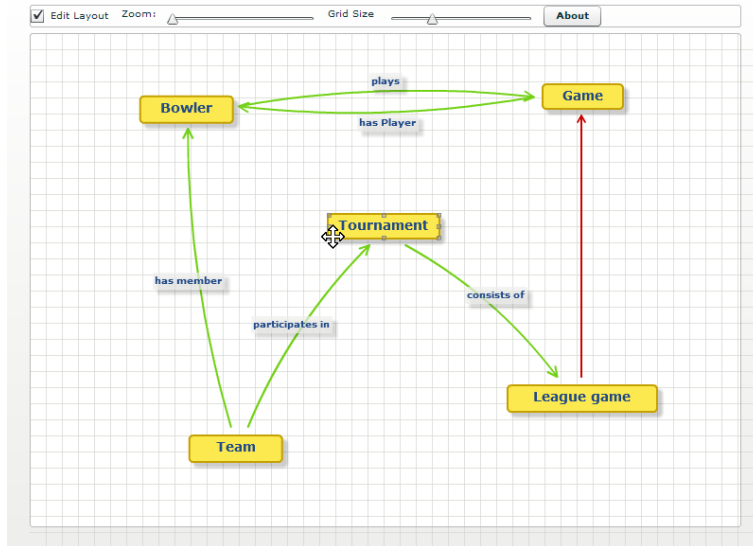 Edit Layout Zoom: Grid Size About
plays
Bowler
Game
has Player
Tournament
has member
consists of
participates in
League game
Team